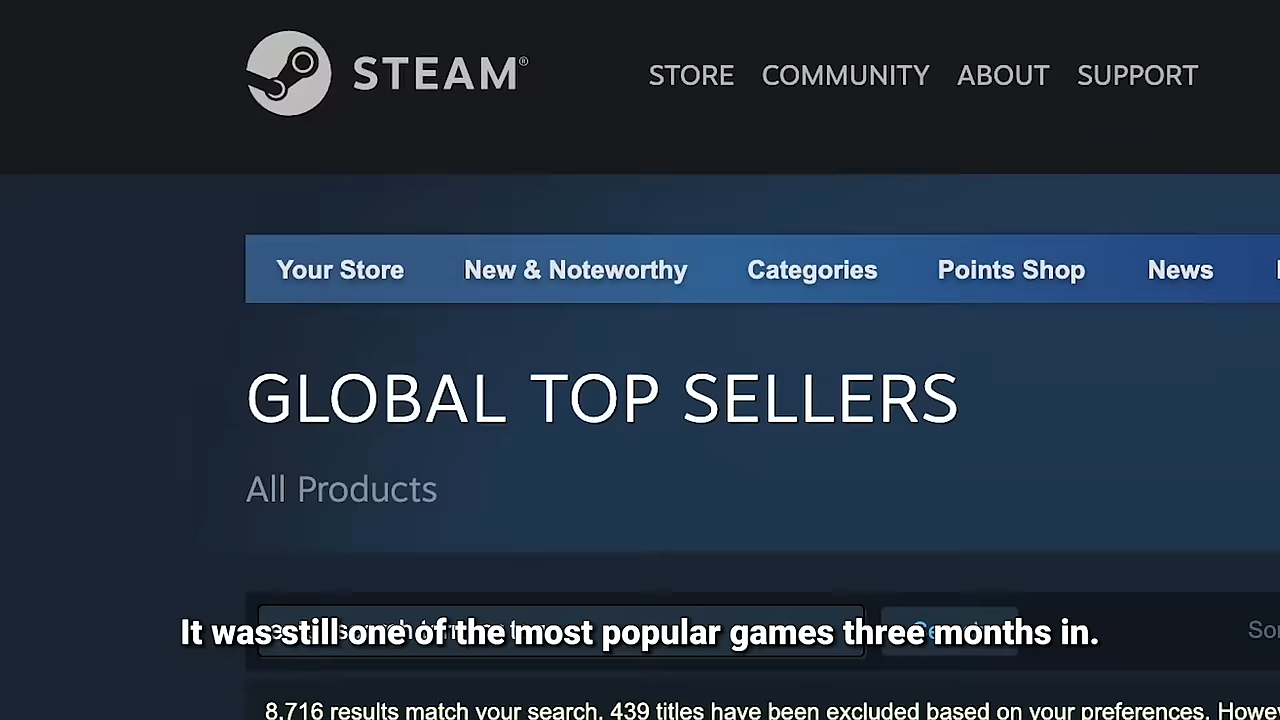 STEAM®
STORE COMMUNITY ABOUT SUPPORT
Your Store New & Noteworthy Categories Points Shop News
GLOBAL TOP SELLERS
All Products
It was still one of the most popular games three months in.
8,716 results match your search. 439 titles have been excluded based on your preferences.